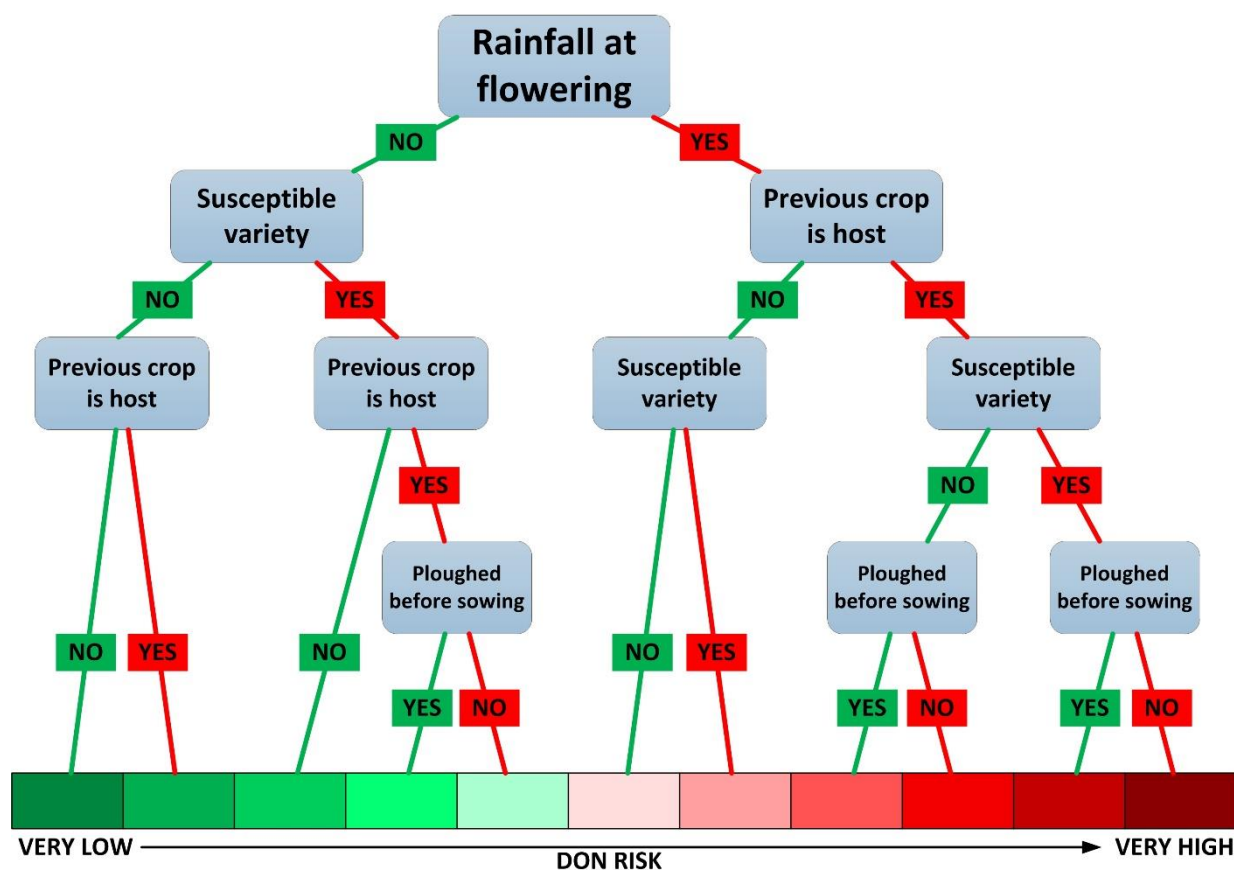 Rainfall at
flowering
NO
YES
Susceptible
variety
Previous crop
is host
NO
YES
NO
YES
Previous crop
is host
Previous crop
is host
Susceptible
variety
Susceptible
variety
YES
NO
YES
Ploughed
before sowing
Ploughed
before sowing
Ploughed
before sowing
NO
YES
NO
NO
YES
YES
NO
YES
NO
YES
NO
VERY LOW
DON RISK
VERY HIGH